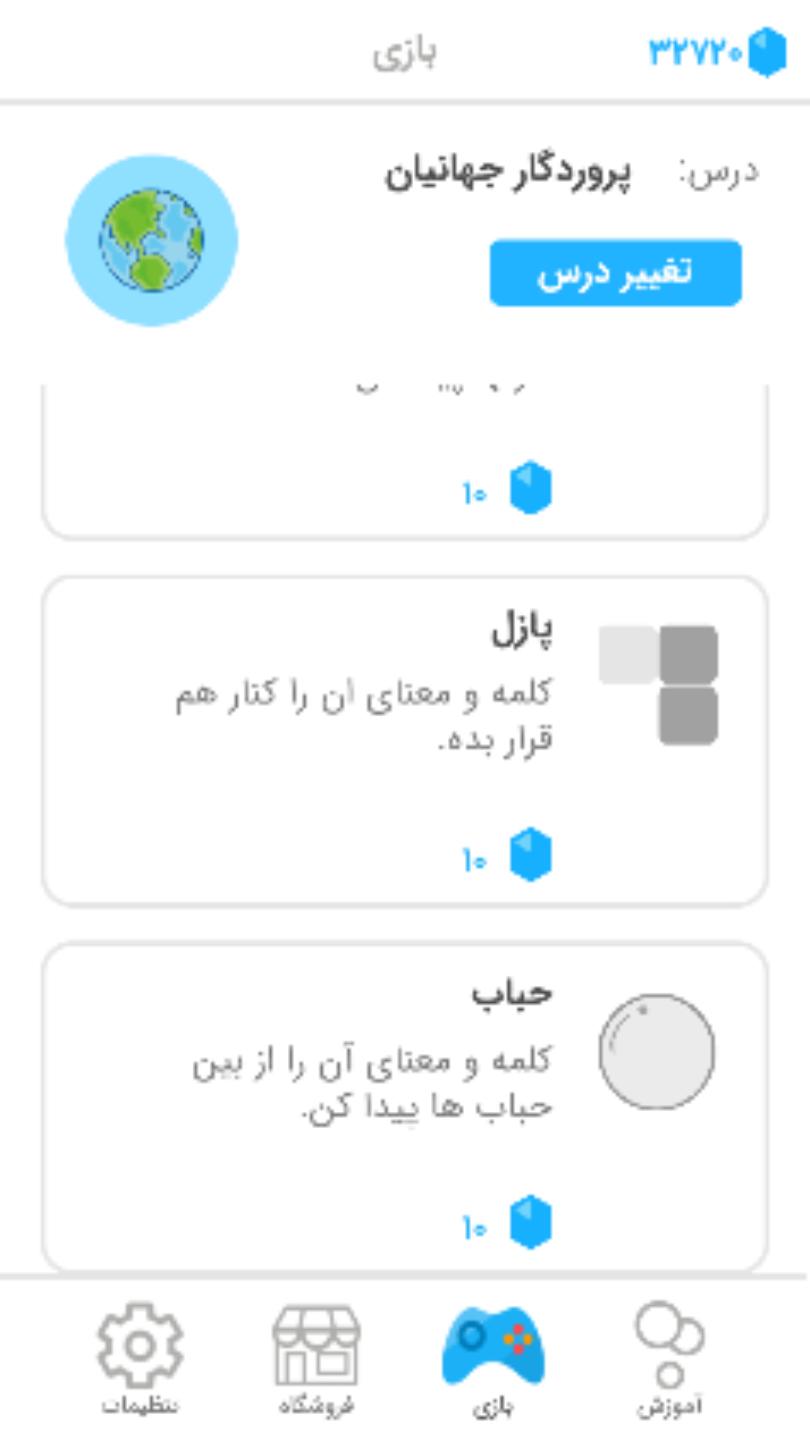 ۳۲۷۲۰
بازی
درس: پروردگار جهانیان
تغییر درس
۱۰
پازل
کلمه و معنای ان را کنار هم
قرار بده.
۱۰
حباب
کلمه و معنای آن را از بین
حباب ها پیدا کن.
۱۰
آموزش
بازی
فروشگاه
تنظیمات